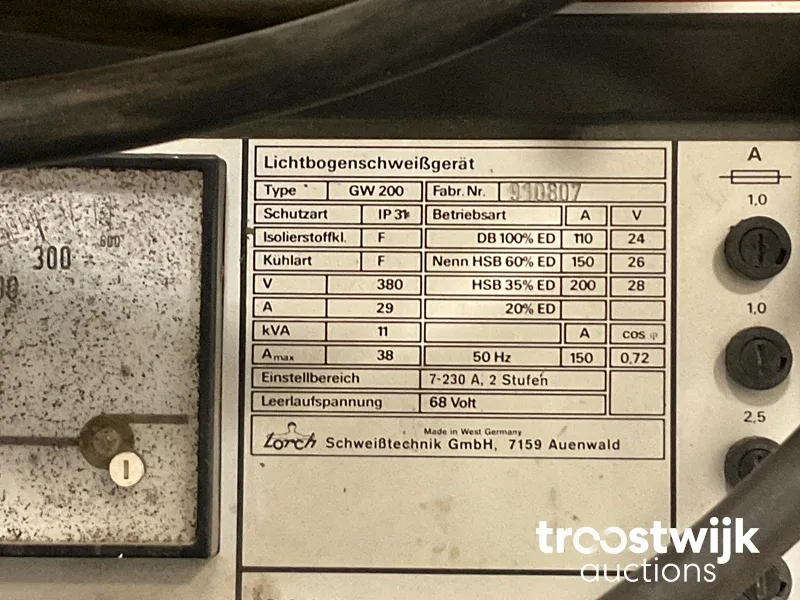 Lichtbogenschweißgerät
Type GW 200 Fabr. Nr. 910807
Schutzart IP 31 Betriebsart A V
Isolierstoffkl. F DB 100% ED 110 24
Kühlart F Nenn HSB 60% ED 150 26
V 380 HSB 35% ED 200 28
A 29 20% ED
kVA 11 A cos φ
Amax 38 50 Hz 150 0,72
Einstellbereich 7-230 A, 2 Stufen
Leerlaufspannung 68 Volt
Made in West Germany
Lorch Schweißtechnik GmbH, 7159 Auenwald
300
600
A
1,0
1,0
2,5
troostwijk
auctions